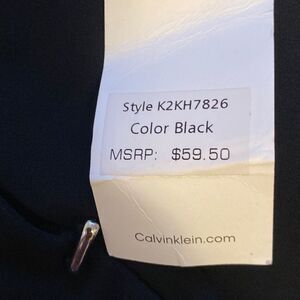 Style K2KH7826
Color Black
MSRP: $59.50
Calvinklein.com